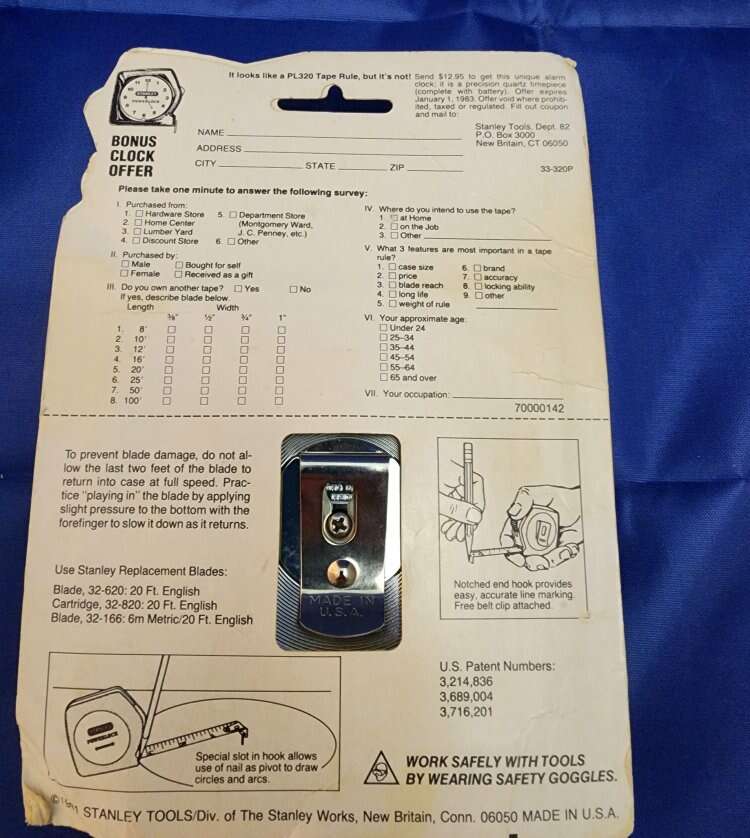 It looks like a PL320 Tape Rule, but it's not! Send $12.95 to get this unique alarm
clock; it is a precision quartz timepiece
(complete with battery). Offer expires
January 1, 1983. Offer void where prohib-
ited, taxed or regulated. Fill out coupon
and mail to:
Stanley Tools, Dept. 82
P.O. Box 3000
New Britain, CT 06050
STANLEY
POWERLOCK
BONUS
CLOCK
OFFER
NAME
ADDRESS
CITY STATE ZIP
33-320P
Please take one minute to answer the following survey:
I. Purchased from:
1. Hardware Store 5. Department Store
2. Home Center (Montgomery Ward,
3. Lumber Yard J. C. Penney, etc.)
4. Discount Store 6. Other
II. Purchased by:
Male Bought for self
Female Received as a gift
III. Do you own another tape? Yes No
If yes, describe blade below.
Length Width
3/8" 1/2" 3/4" 1"
1. 8'
2. 10'
3. 12'
4. 16'
5. 20'
6. 25'
7. 50'
8. 100'
IV. Where do you intend to use the tape?
1. at Home
2. on the Job
3. Other
V. What 3 features are most important in a tape
rule?
1. case size 6. brand
2. price 7. accuracy
3. blade reach 8. locking ability
4. long life 9. other
5. weight of rule
VI. Your approximate age:
Under 24
25-34
35-44
45-54
55-64
65 and over
VII. Your occupation:
70000142
To prevent blade damage, do not al-
low the last two feet of the blade to
return into case at full speed. Prac-
tice "playing in" the blade by applying
slight pressure to the bottom with the
forefinger to slow it down as it returns.
Use Stanley Replacement Blades:
Blade, 32-620: 20 Ft. English
Cartridge, 32-820: 20 Ft. English
Blade, 32-166: 6m Metric/20 Ft. English
MADE IN
U.S.A.
Notched end hook provides
easy, accurate line marking.
Free belt clip attached.
STANLEY
POWERLOCK
Special slot in hook allows
use of nail as pivot to draw
circles and arcs.
U.S. Patent Numbers:
3,214,836
3,689,004
3,716,201
WORK SAFELY WITH TOOLS
BY WEARING SAFETY GOGGLES.
© STANLEY TOOLS/Div. of The Stanley Works, New Britain, Conn. 06050 MADE IN U.S.A.